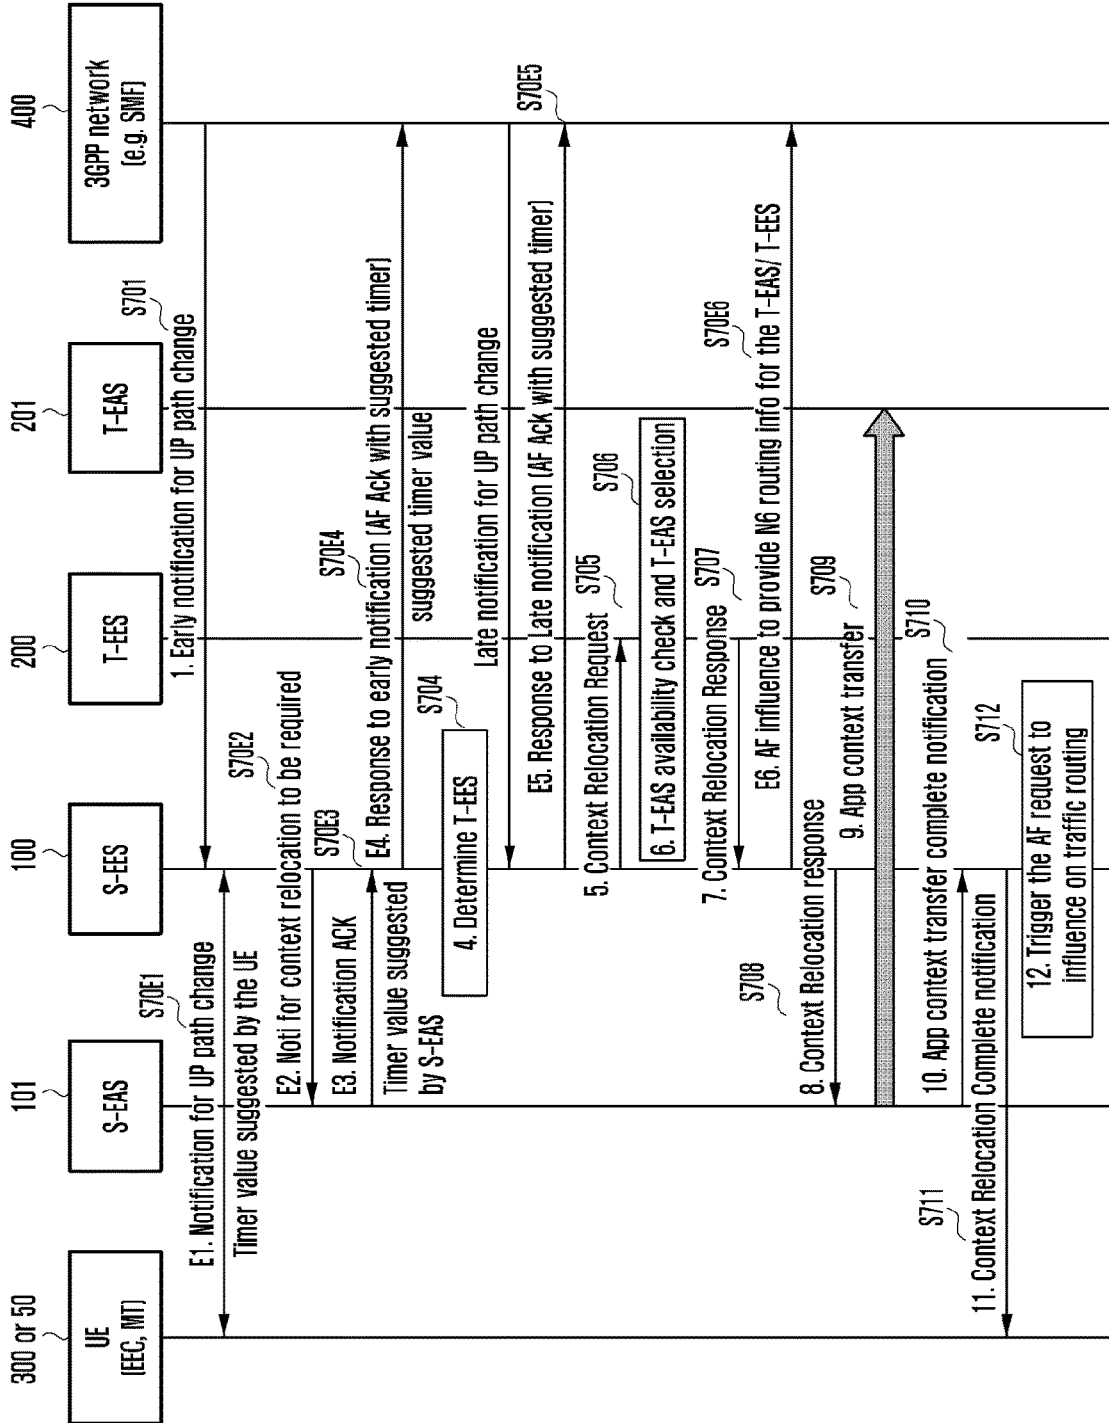 300 or 50
101
100
200
201
400
UE
(EEC, MT)
S-EAS
S-EES
T-EES
T-EAS
3GPP network
(e.g. SMF)
S701
1. Early notification for UP path change
S70E1
E1. Notification for UP path change
Timer value suggested by the UE
S70E2
E2. Noti for context relocation to be required
S70E3
E3. Notification ACK
Timer value suggested
by S-EAS
S70E4
E4. Response to early notification (AF Ack with suggested timer)
suggested timer value
S704
4. Determine T-EES
Late notification for UP path change
S70E5
E5. Response to Late notification (AF Ack with suggested timer)
S705
5. Context Relocation Request
S706
6. T-EAS availability check and T-EAS selection
S707
7. Context Relocation Response
S70E6
E6. AF influence to provide N6 routing info for the T-EAS/ T-EES
S708
8. Context Relocation response
S709
9. App context transfer
S710
10. App context transfer complete notification
S711
11. Context Relocation Complete notification
S712
12. Trigger the AF request to
influence on traffic routing